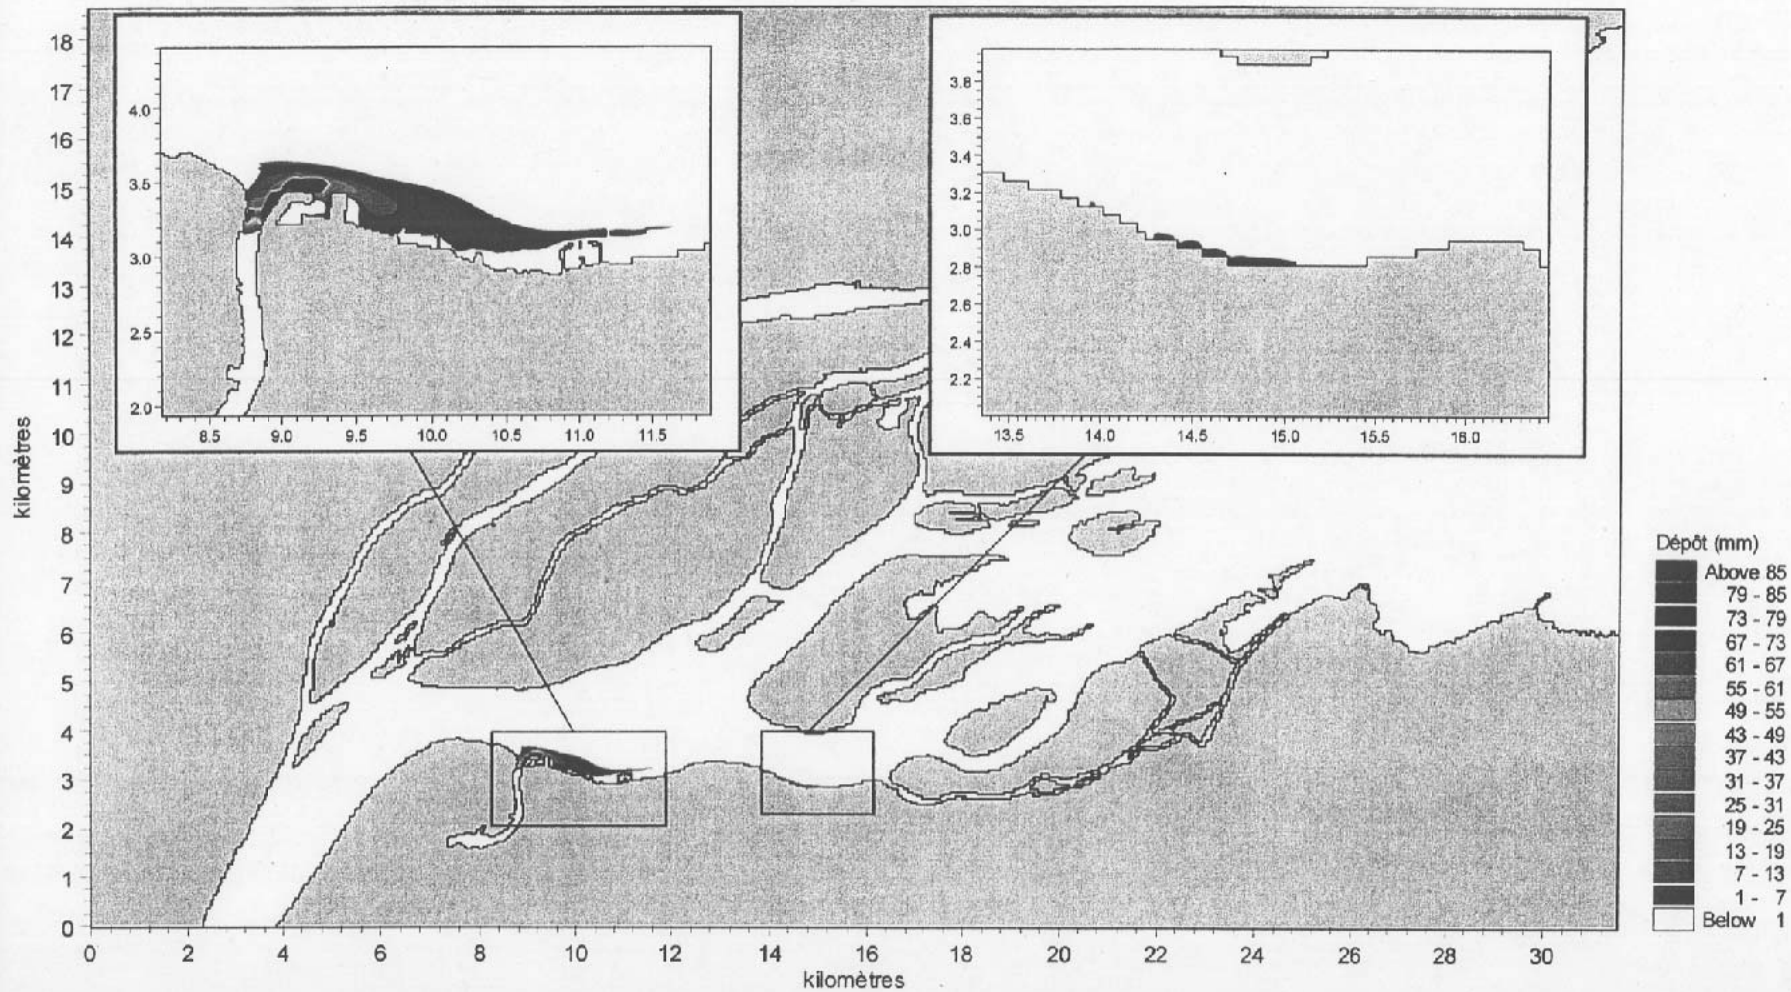 18
17
16
15
14
13
12
11
10
9
8
7
6
5
4
3
2
1
0
kilomètres
0 2 4 6 8 10 12 14 16 18 20 22 24 26 28 30
kilomètres
4.0
3.5
3.0
2.5
2.0
8.5 9.0 9.5 10.0 10.5 11.0 11.5
3.8
3.6
3.4
3.2
3.0
2.8
2.6
2.4
2.2
13.5 14.0 14.5 15.0 15.5 16.0
Dépôt (mm)
Above 85
79 - 85
73 - 79
67 - 73
61 - 67
55 - 61
49 - 55
43 - 49
37 - 43
31 - 37
25 - 31
19 - 25
13 - 19
7 - 13
1 - 7
Below 1